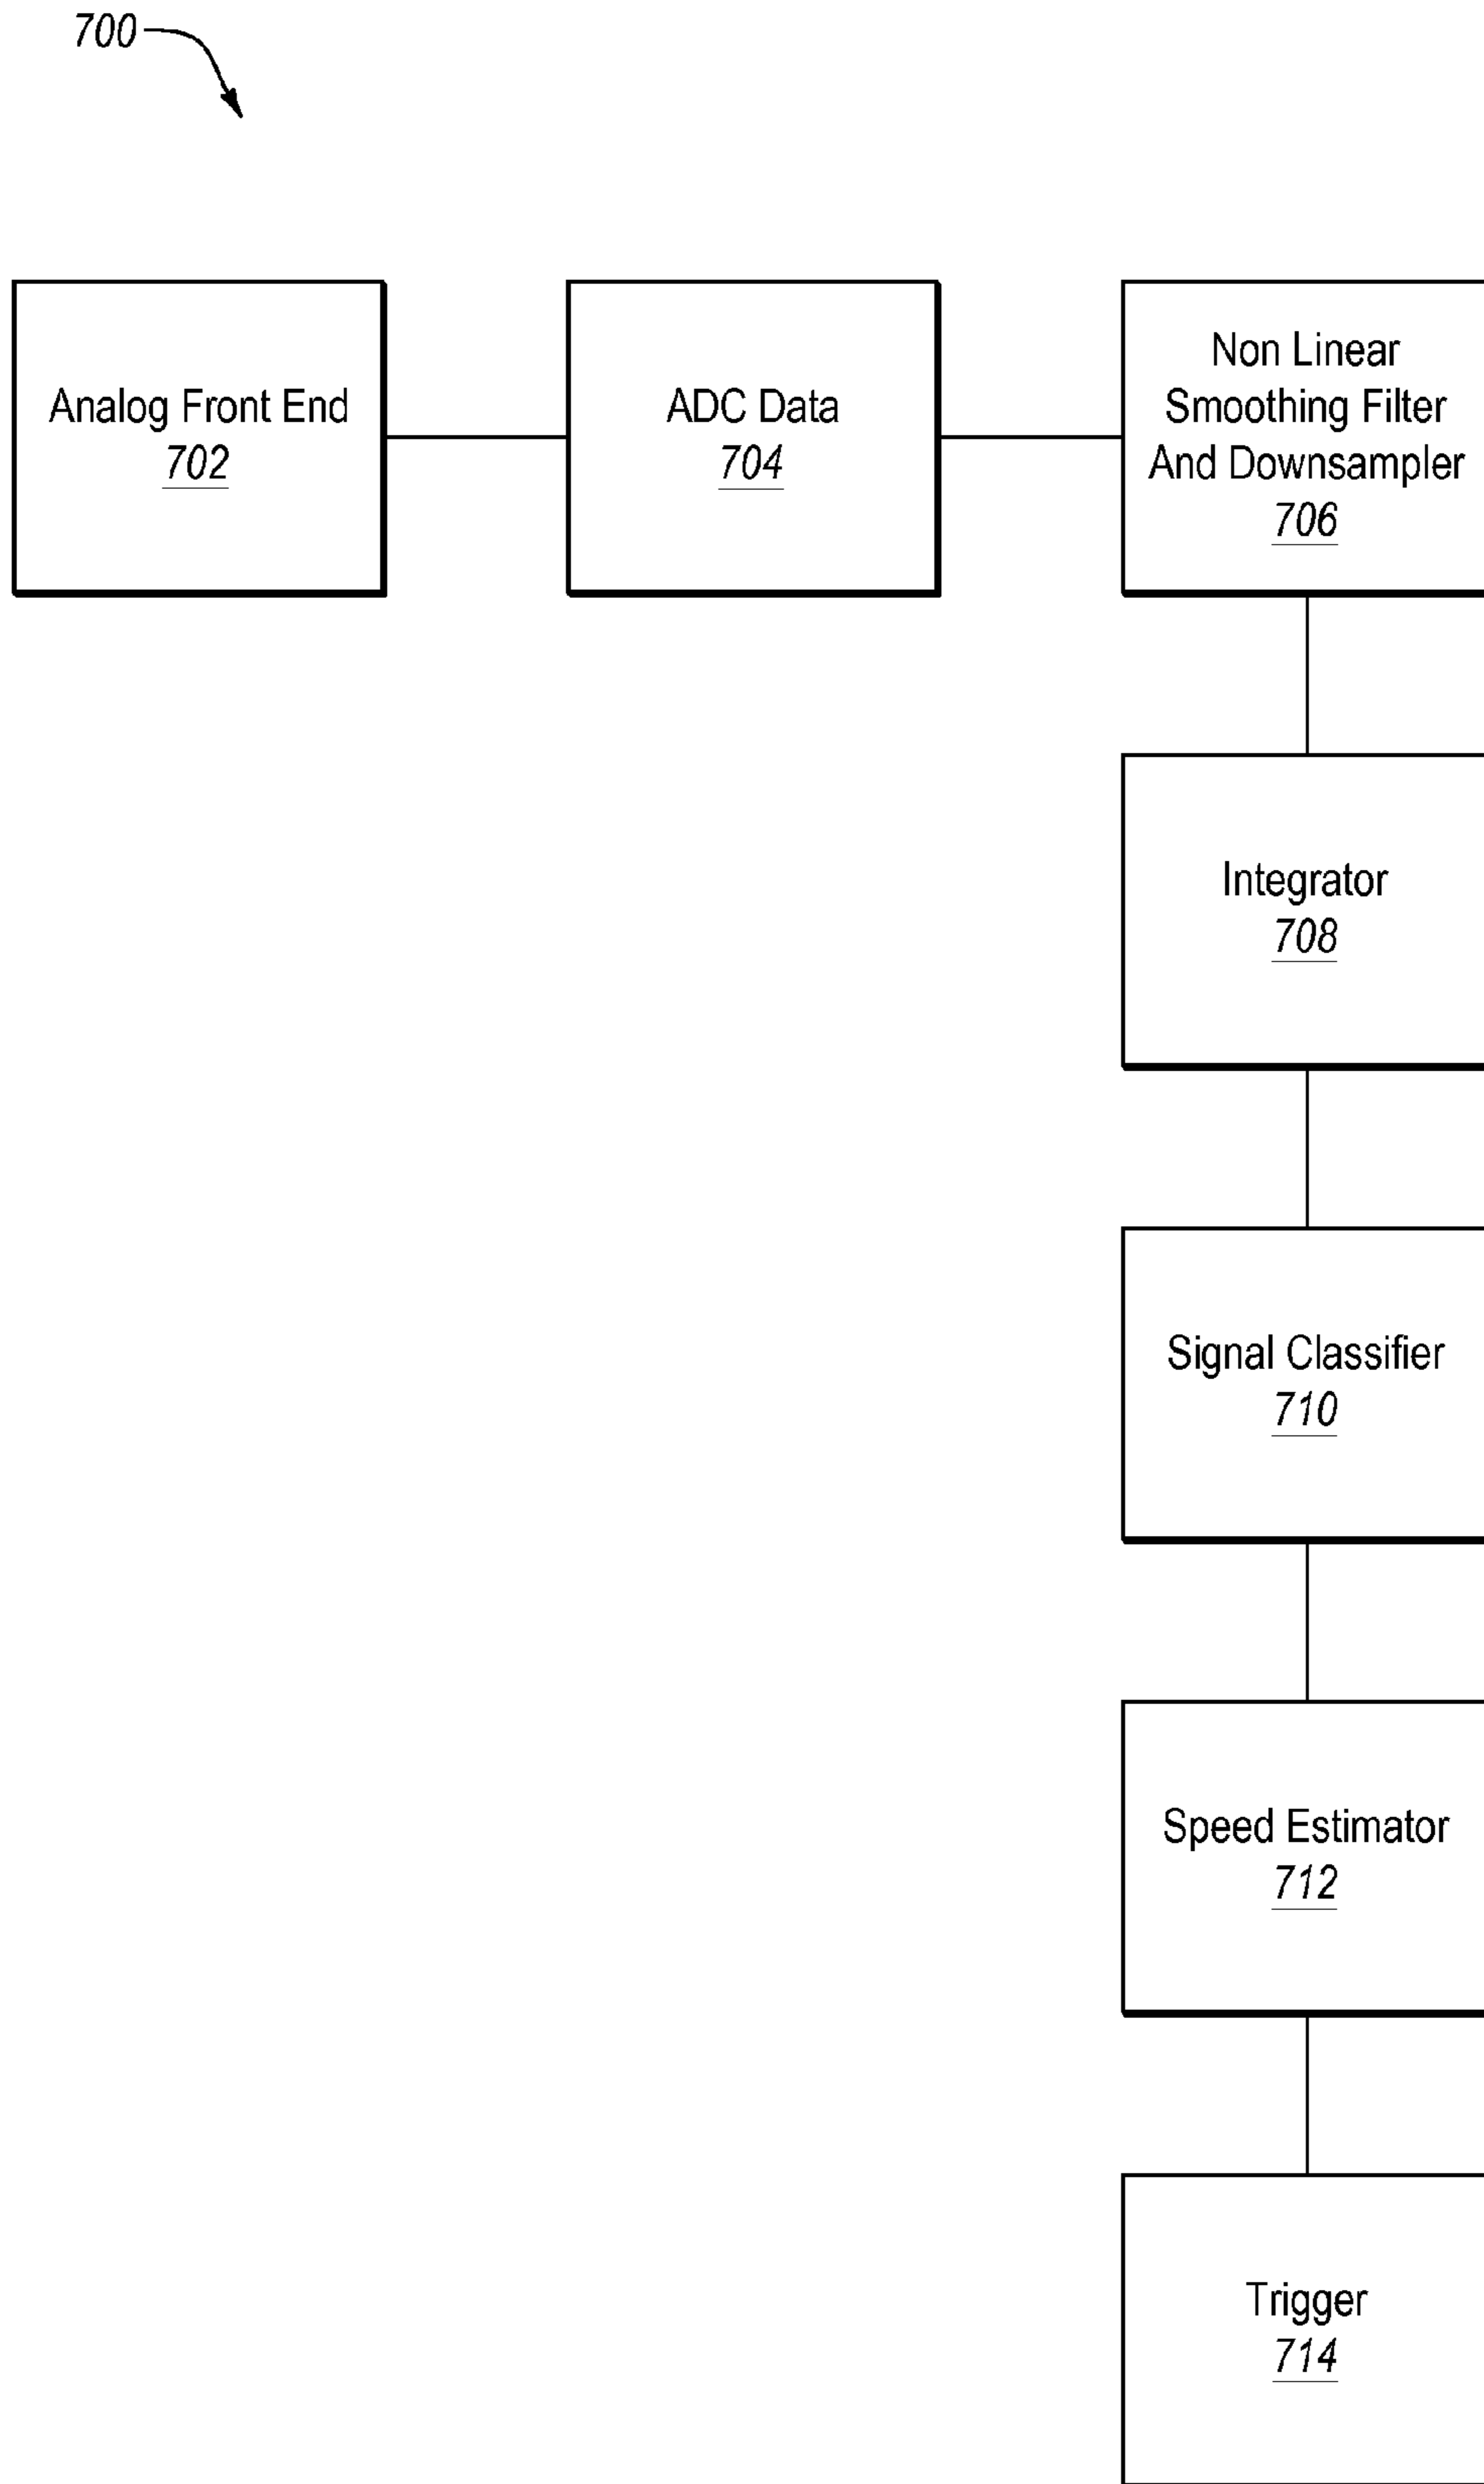 700
Analog Front End
702
ADC Data
704
Non Linear
Smoothing Filter
And Downsampler
706
Integrator
708
Signal Classifier
710
Speed Estimator
712
Trigger
714